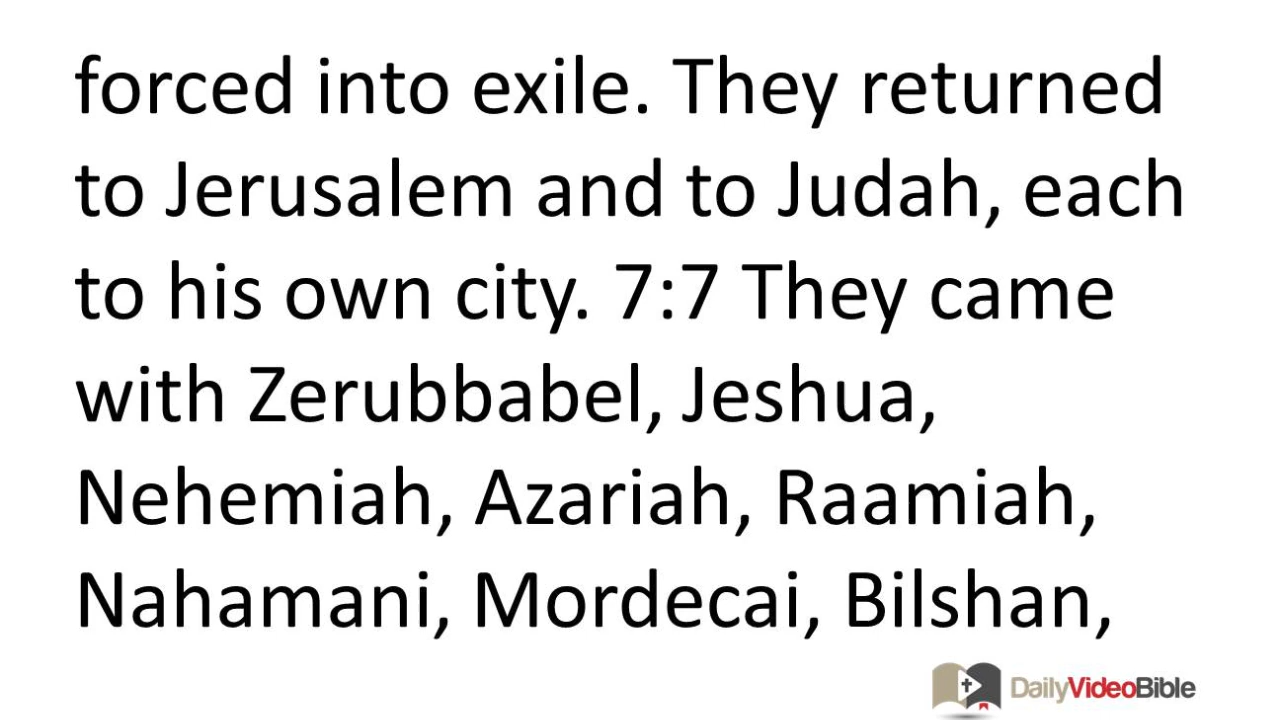 forced into exile. They returned
to Jerusalem and to Judah, each
to his own city. 7:7 They came
with Zerubbabel, Jeshua,
Nehemiah, Azariah, Raamiah,
Nahamani, Mordecai, Bilshan,
DailyVideoBible